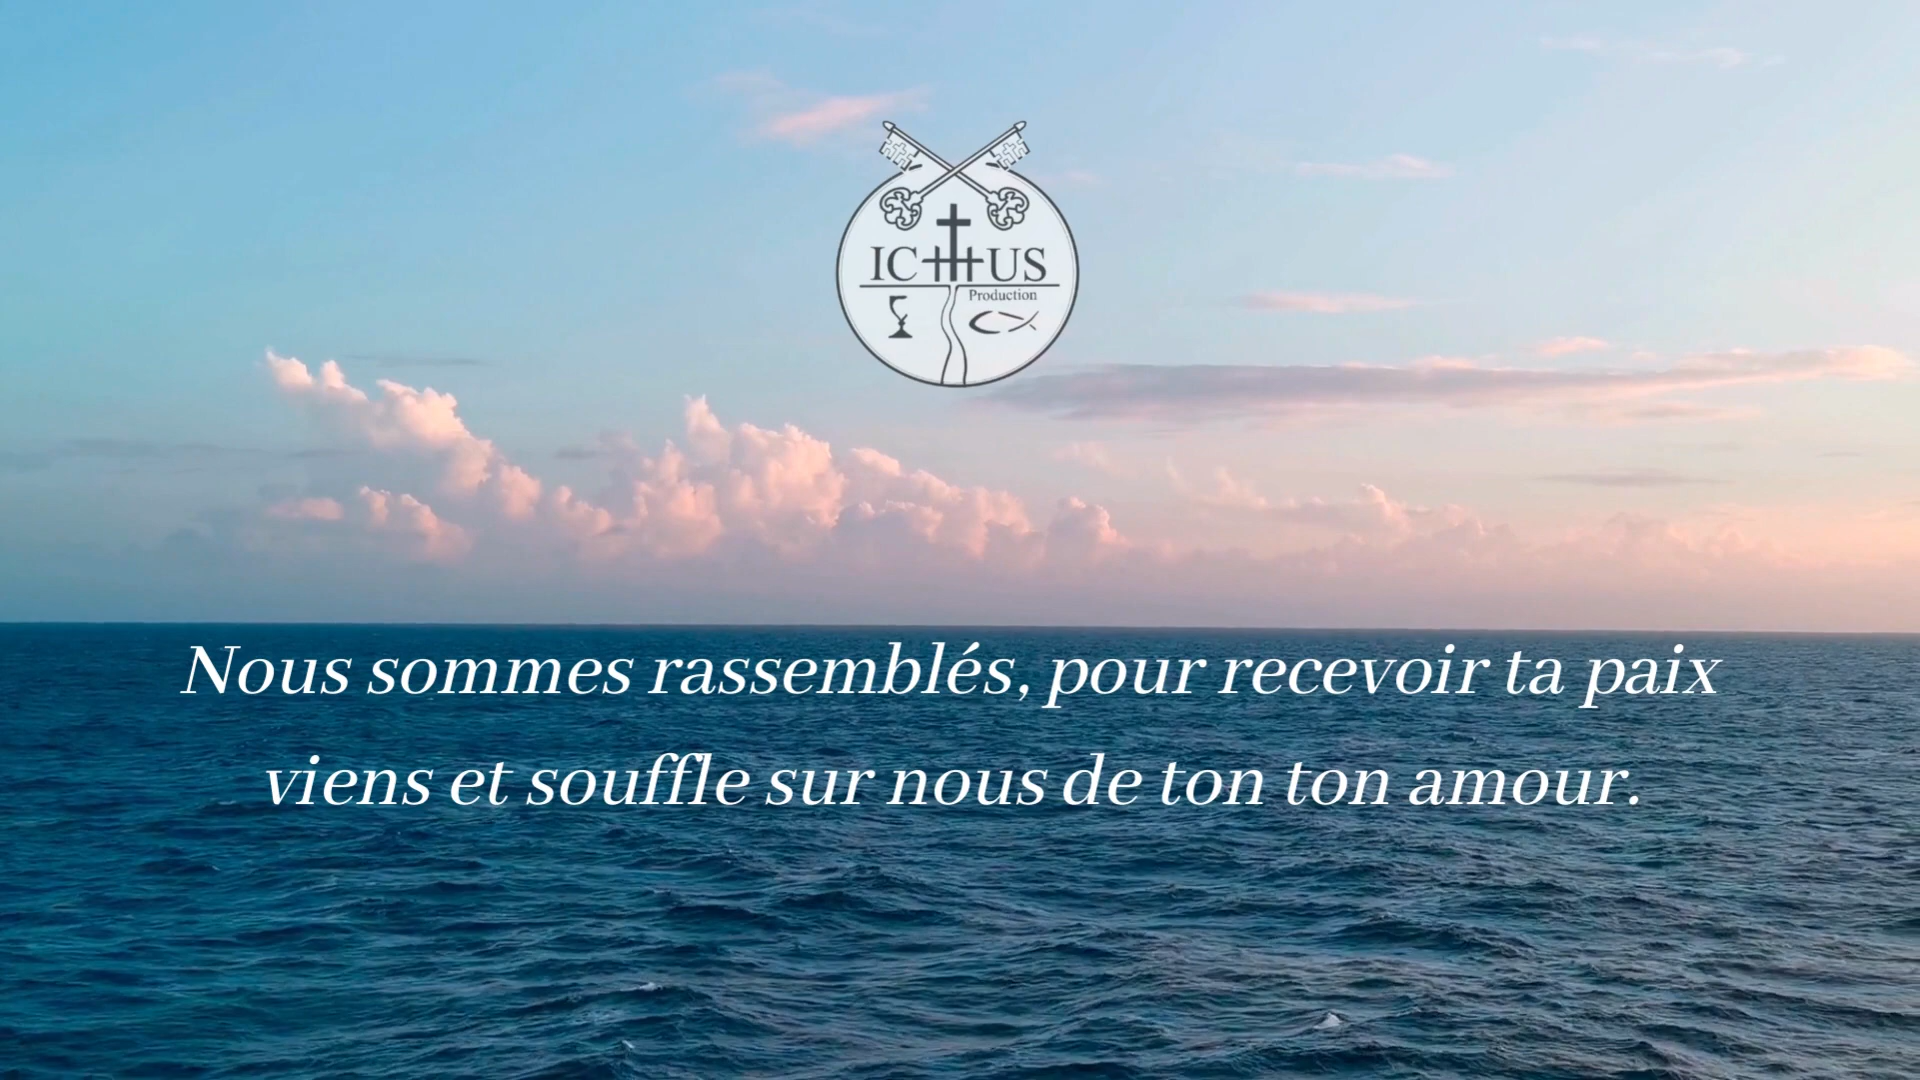 ICHTUS
Production
Nous sommes rassemblés, pour recevoir ta paix
viens et souffle sur nous de ton ton amour.